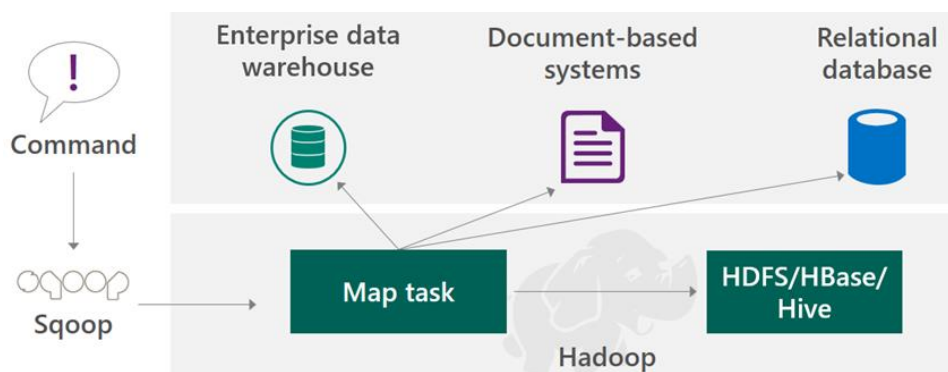 Enterprise data
warehouse
Document-based
systems
Relational
database
!
Command
sqoop
Sqoop
Map task
HDFS/HBase/
Hive
Hadoop